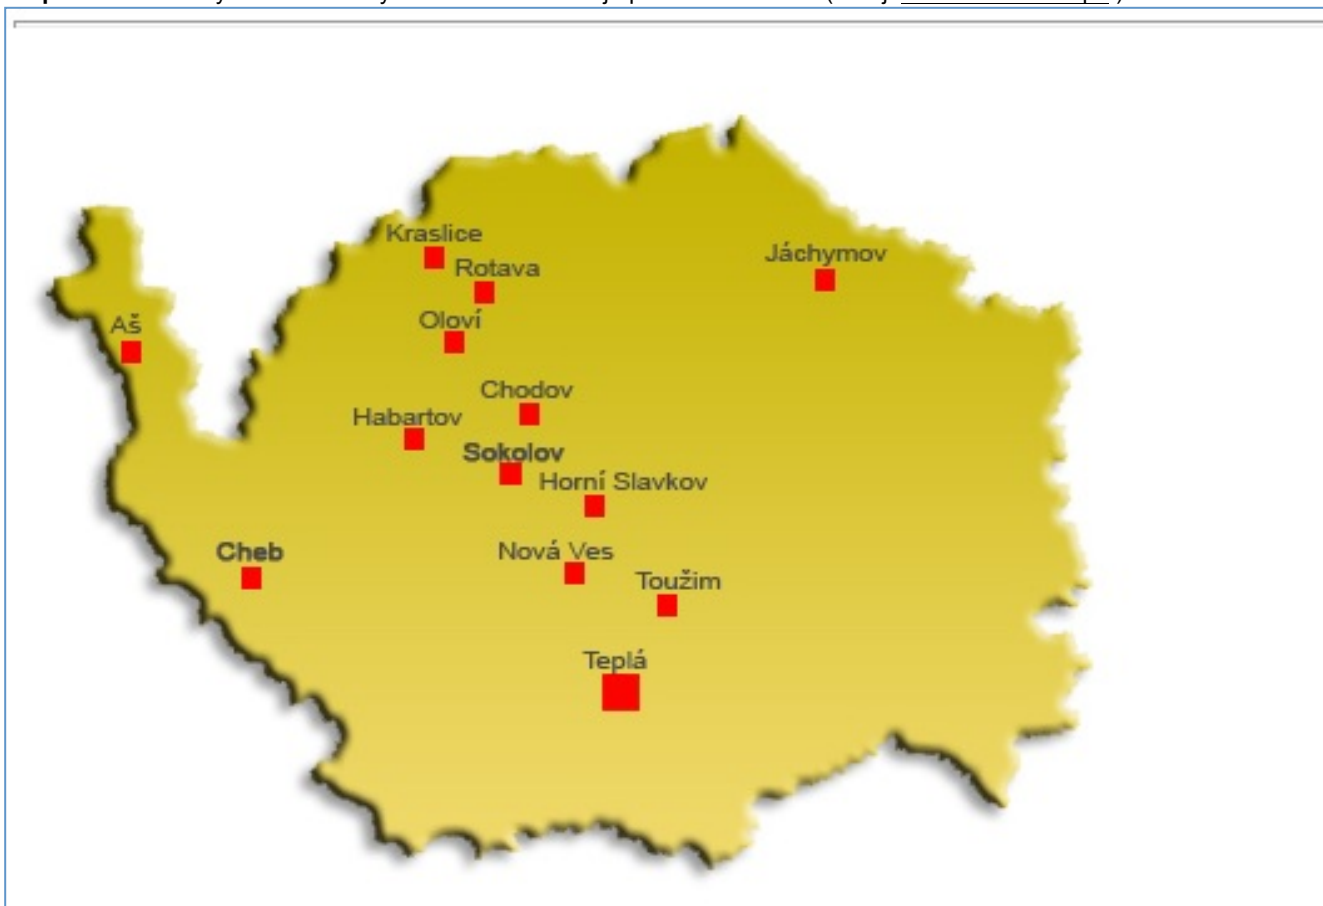 Kraslice
Jáchymov
Rotava
Oloví
Aš
Chodov
Habartov
Sokolov
Horní Slavkov
Nová Ves
Cheb
Toužim
Teplá